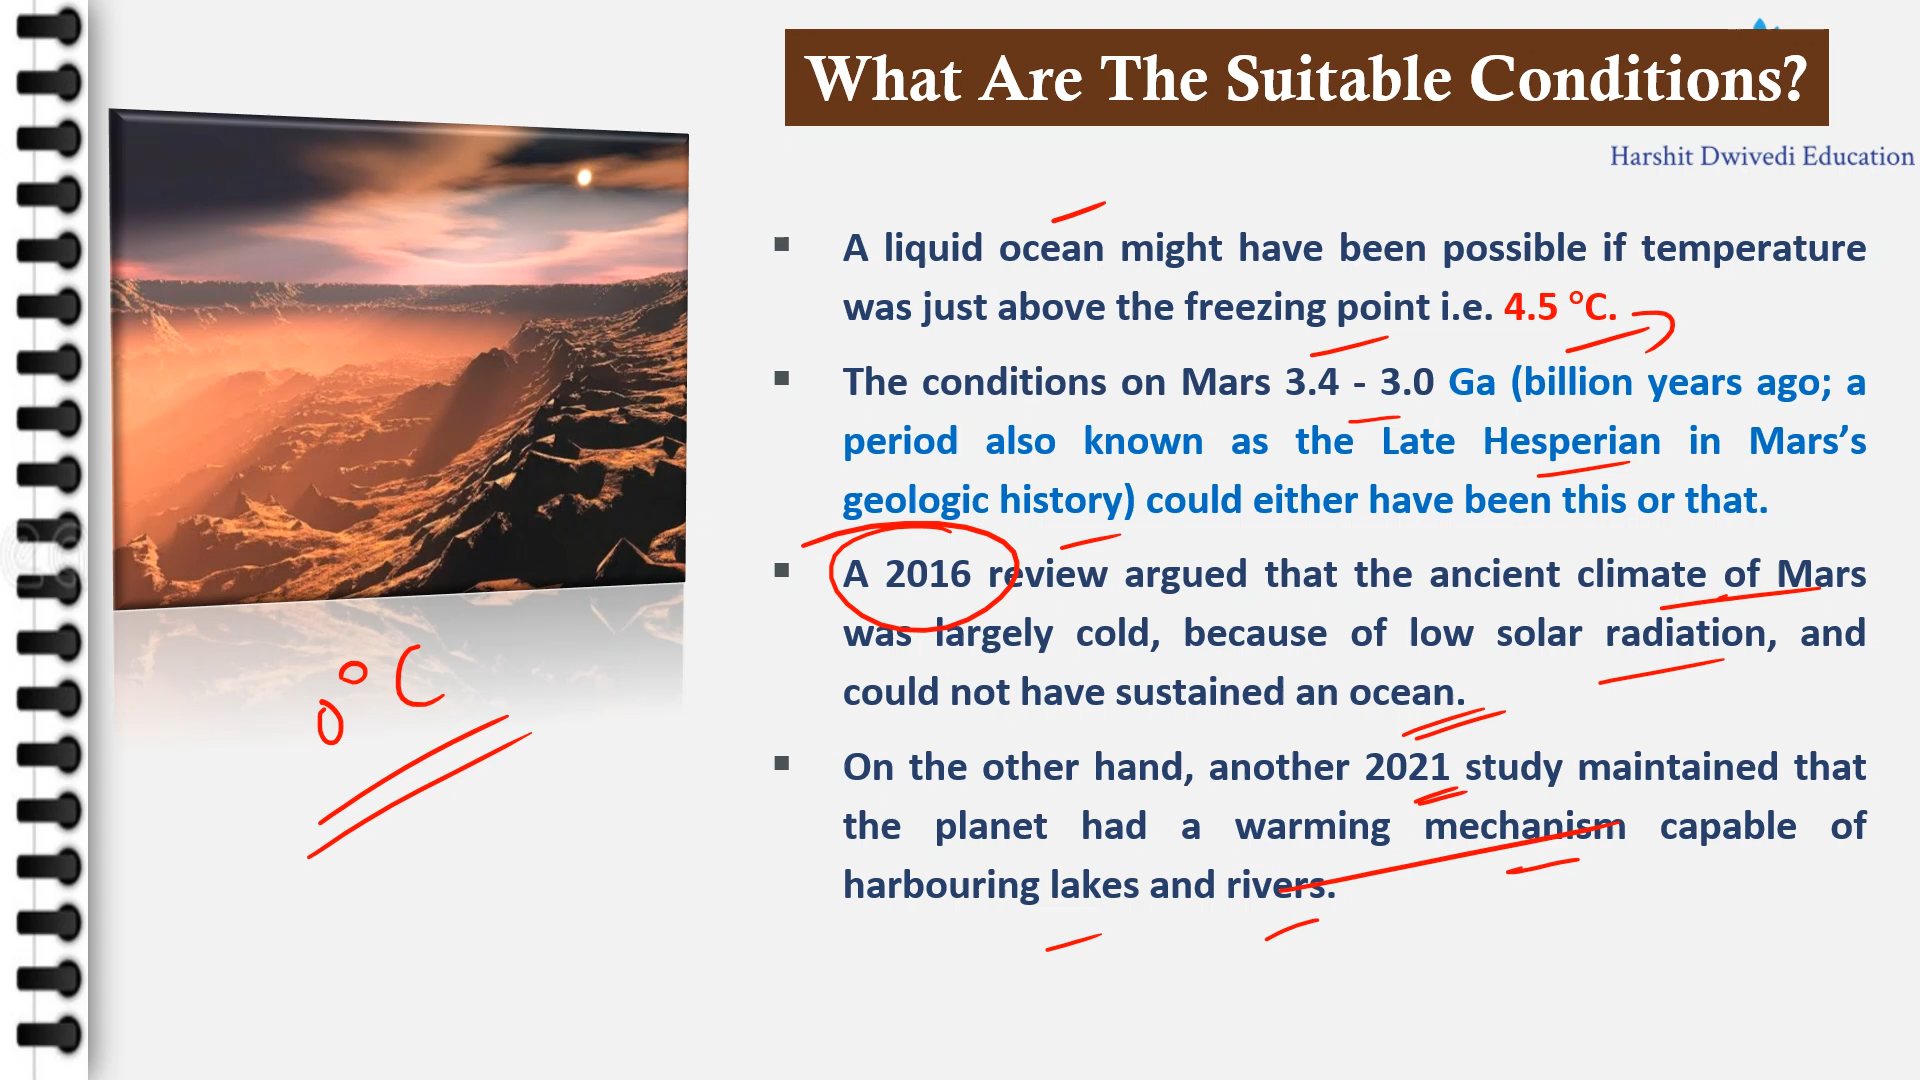 What Are The Suitable Conditions?
Harshit Dwivedi Education
▪ A liquid ocean might have been possible if temperature
was just above the freezing point i.e. 4.5 °C.
▪ The conditions on Mars 3.4 - 3.0 Ga (billion years ago; a
period also known as the Late Hesperian in Mars’s
geologic history) could either have been this or that.
▪ A 2016 review argued that the ancient climate of Mars
was largely cold, because of low solar radiation, and
could not have sustained an ocean.
▪ On the other hand, another 2021 study maintained that
the planet had a warming mechanism capable of
harbouring lakes and rivers.
0°C